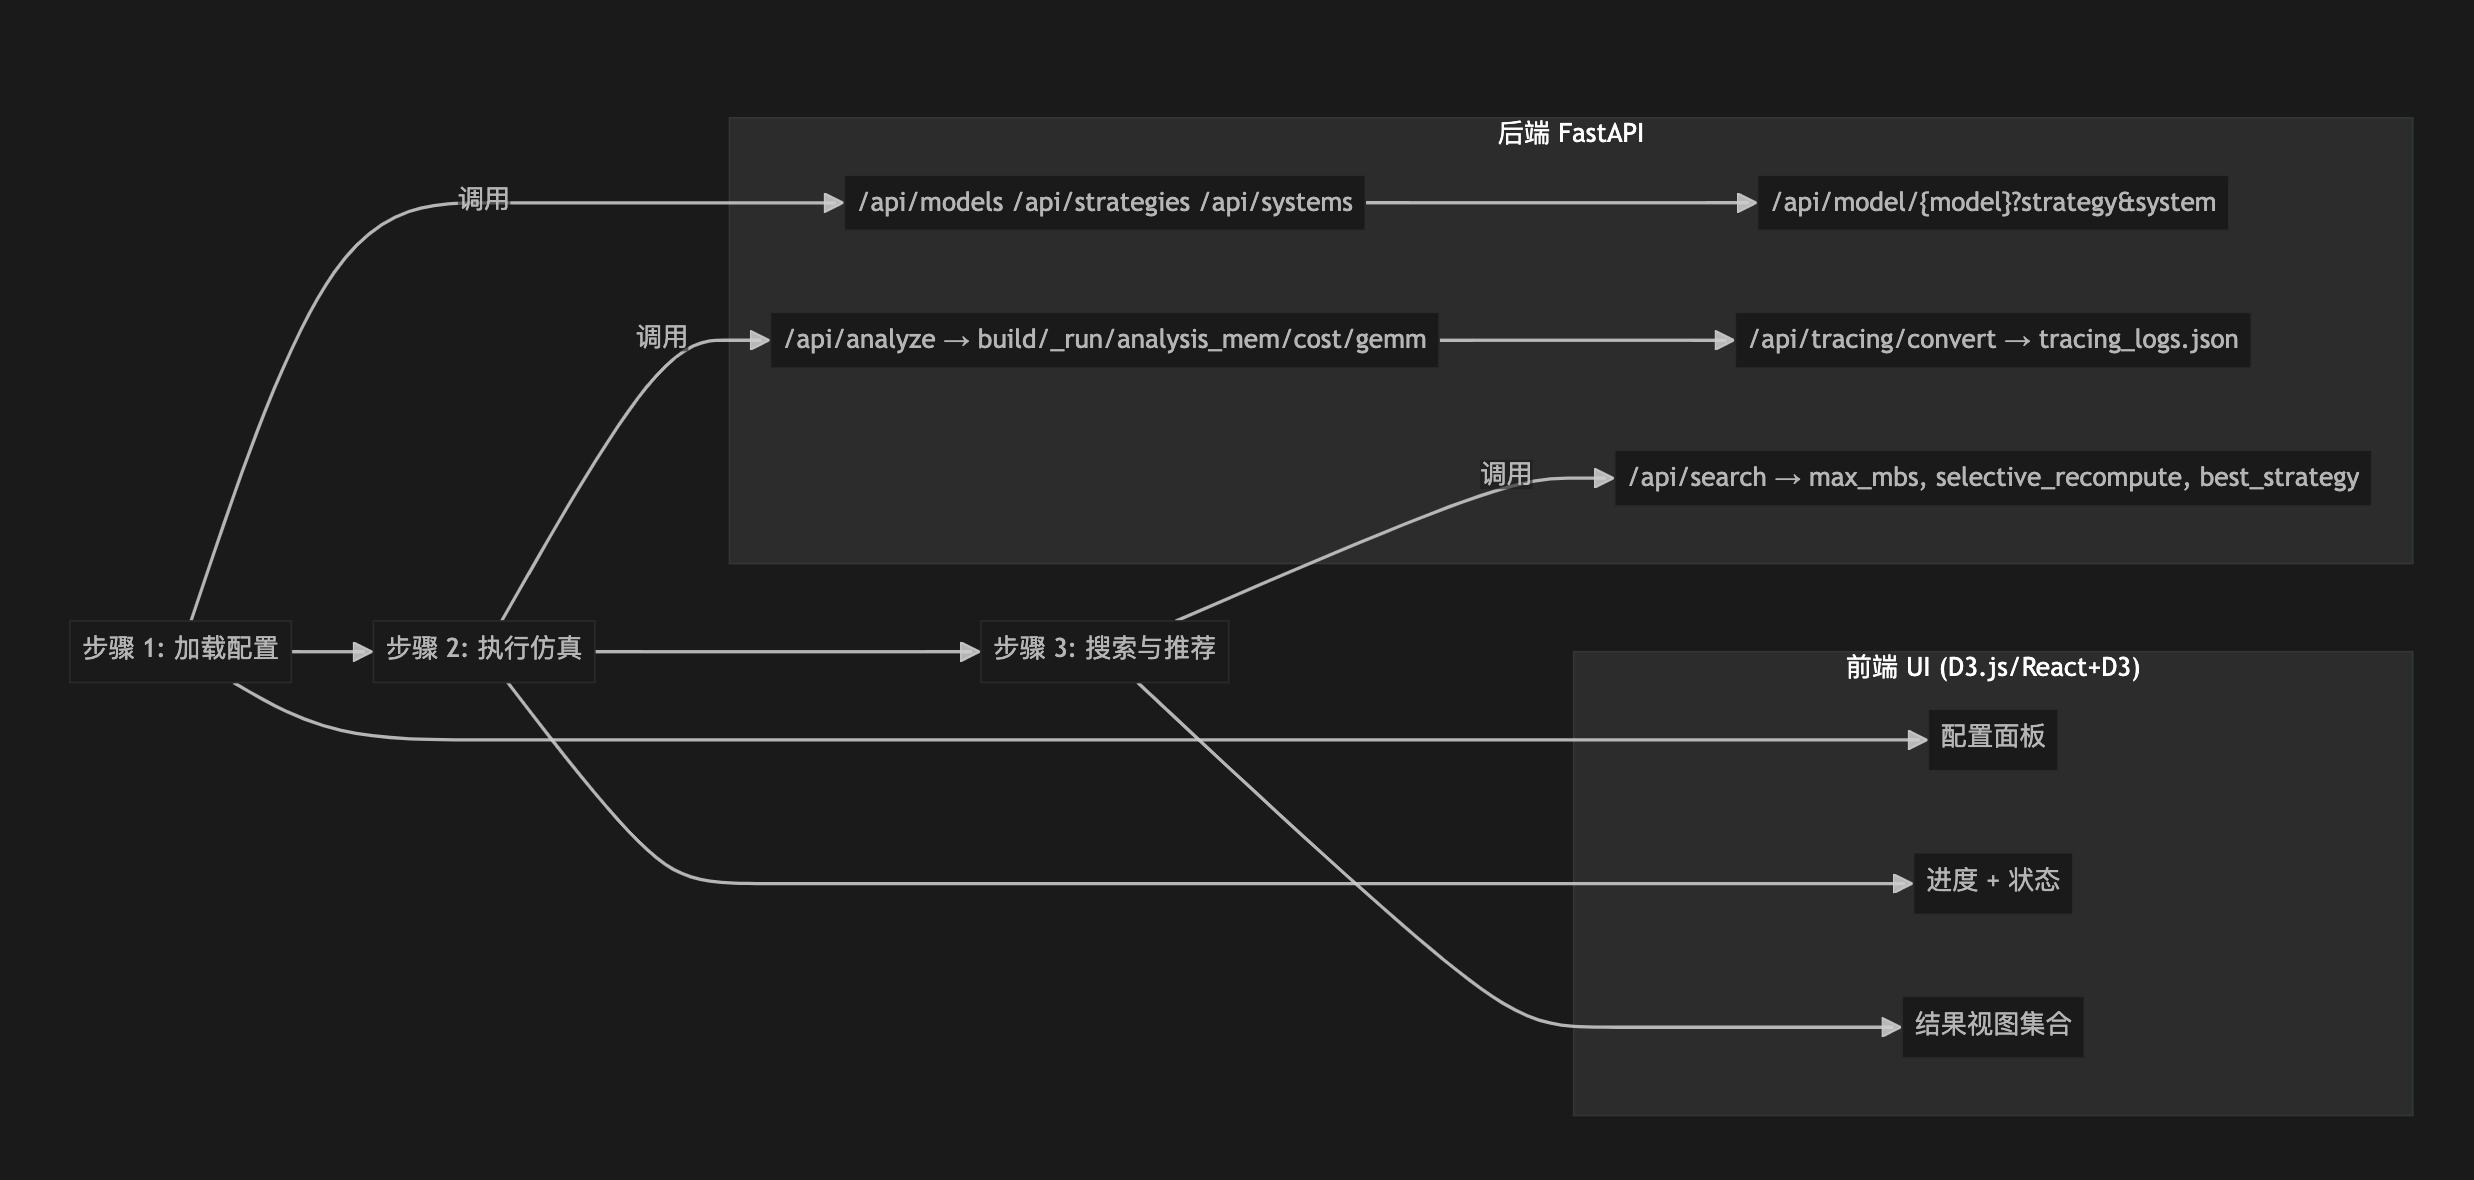 后端 FastAPI
调用
/api/models /api/strategies /api/systems
/api/model/{model}?strategy&system
调用
/api/analyze → build/_run/analysis_mem/cost/gemm
/api/tracing/convert → tracing_logs.json
调用
/api/search → max_mbs, selective_recompute, best_strategy
步骤 1: 加载配置
步骤 2: 执行仿真
步骤 3: 搜索与推荐
前端 UI (D3.js/React+D3)
配置面板
进度 + 状态
结果视图集合